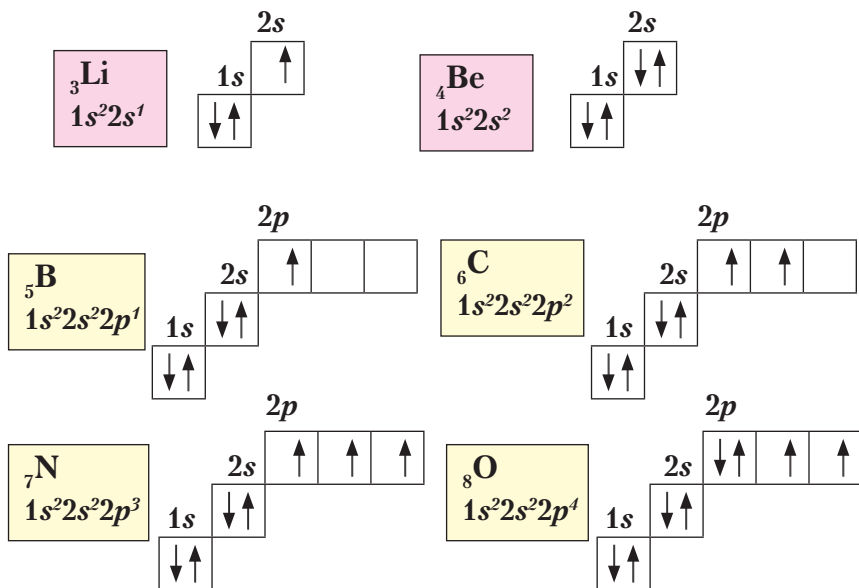 2s
2s
₃Li
1s
₄Be
1s
1s²2s¹
1s²2s²
2p
2p
₅B
2s
₆C
2s
1s²2s²2p¹
1s
1s²2s²2p²
1s
2p
2p
₇N
2s
₈O
2s
1s²2s²2p³
1s
1s²2s²2p⁴
1s